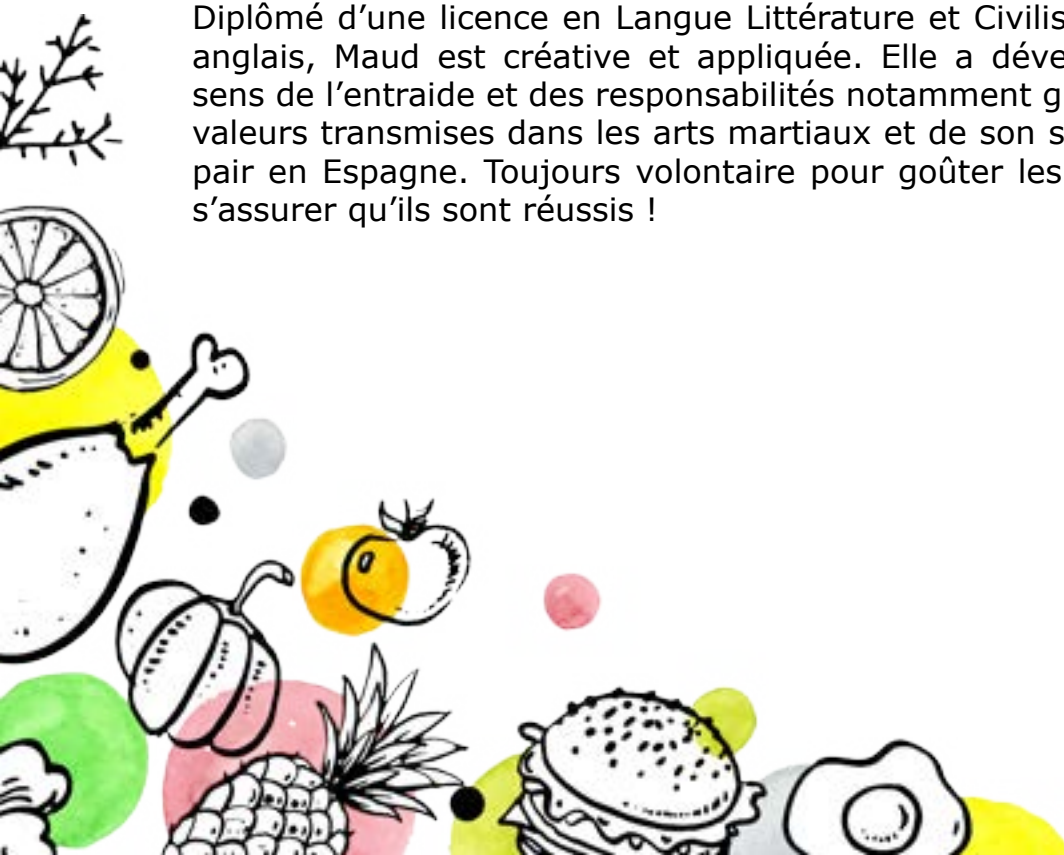 Diplômé d’une licence en Langue Littérature et Civilis
anglais, Maud est créative et appliquée. Elle a déve
sens de l’entraide et des responsabilités notamment g
valeurs transmises dans les arts martiaux et de son s
pair en Espagne. Toujours volontaire pour goûter les
s’assurer qu’ils sont réussis !